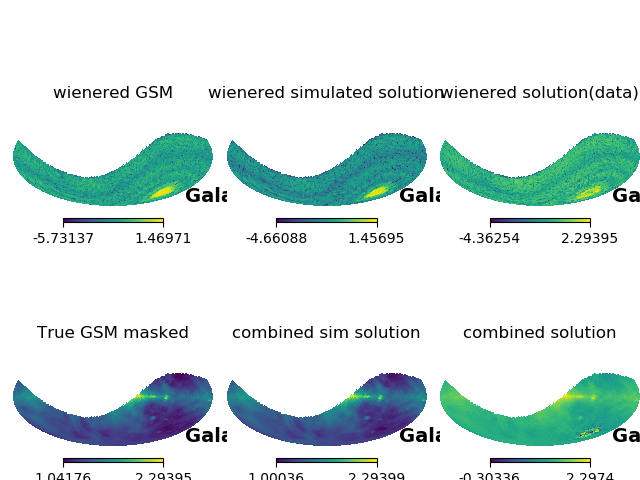 wienered GSM
wienered simulated solution
wienered solution(data)
Gala
Gala
Ga
-5.73137 1.46971
-4.66088 1.45695
-4.36254 2.29395
True GSM masked
combined sim solution
combined solution
Gala
Gala
Ga
1.04176 2.29395
1.00036 2.29399
-0.30336 2.2974